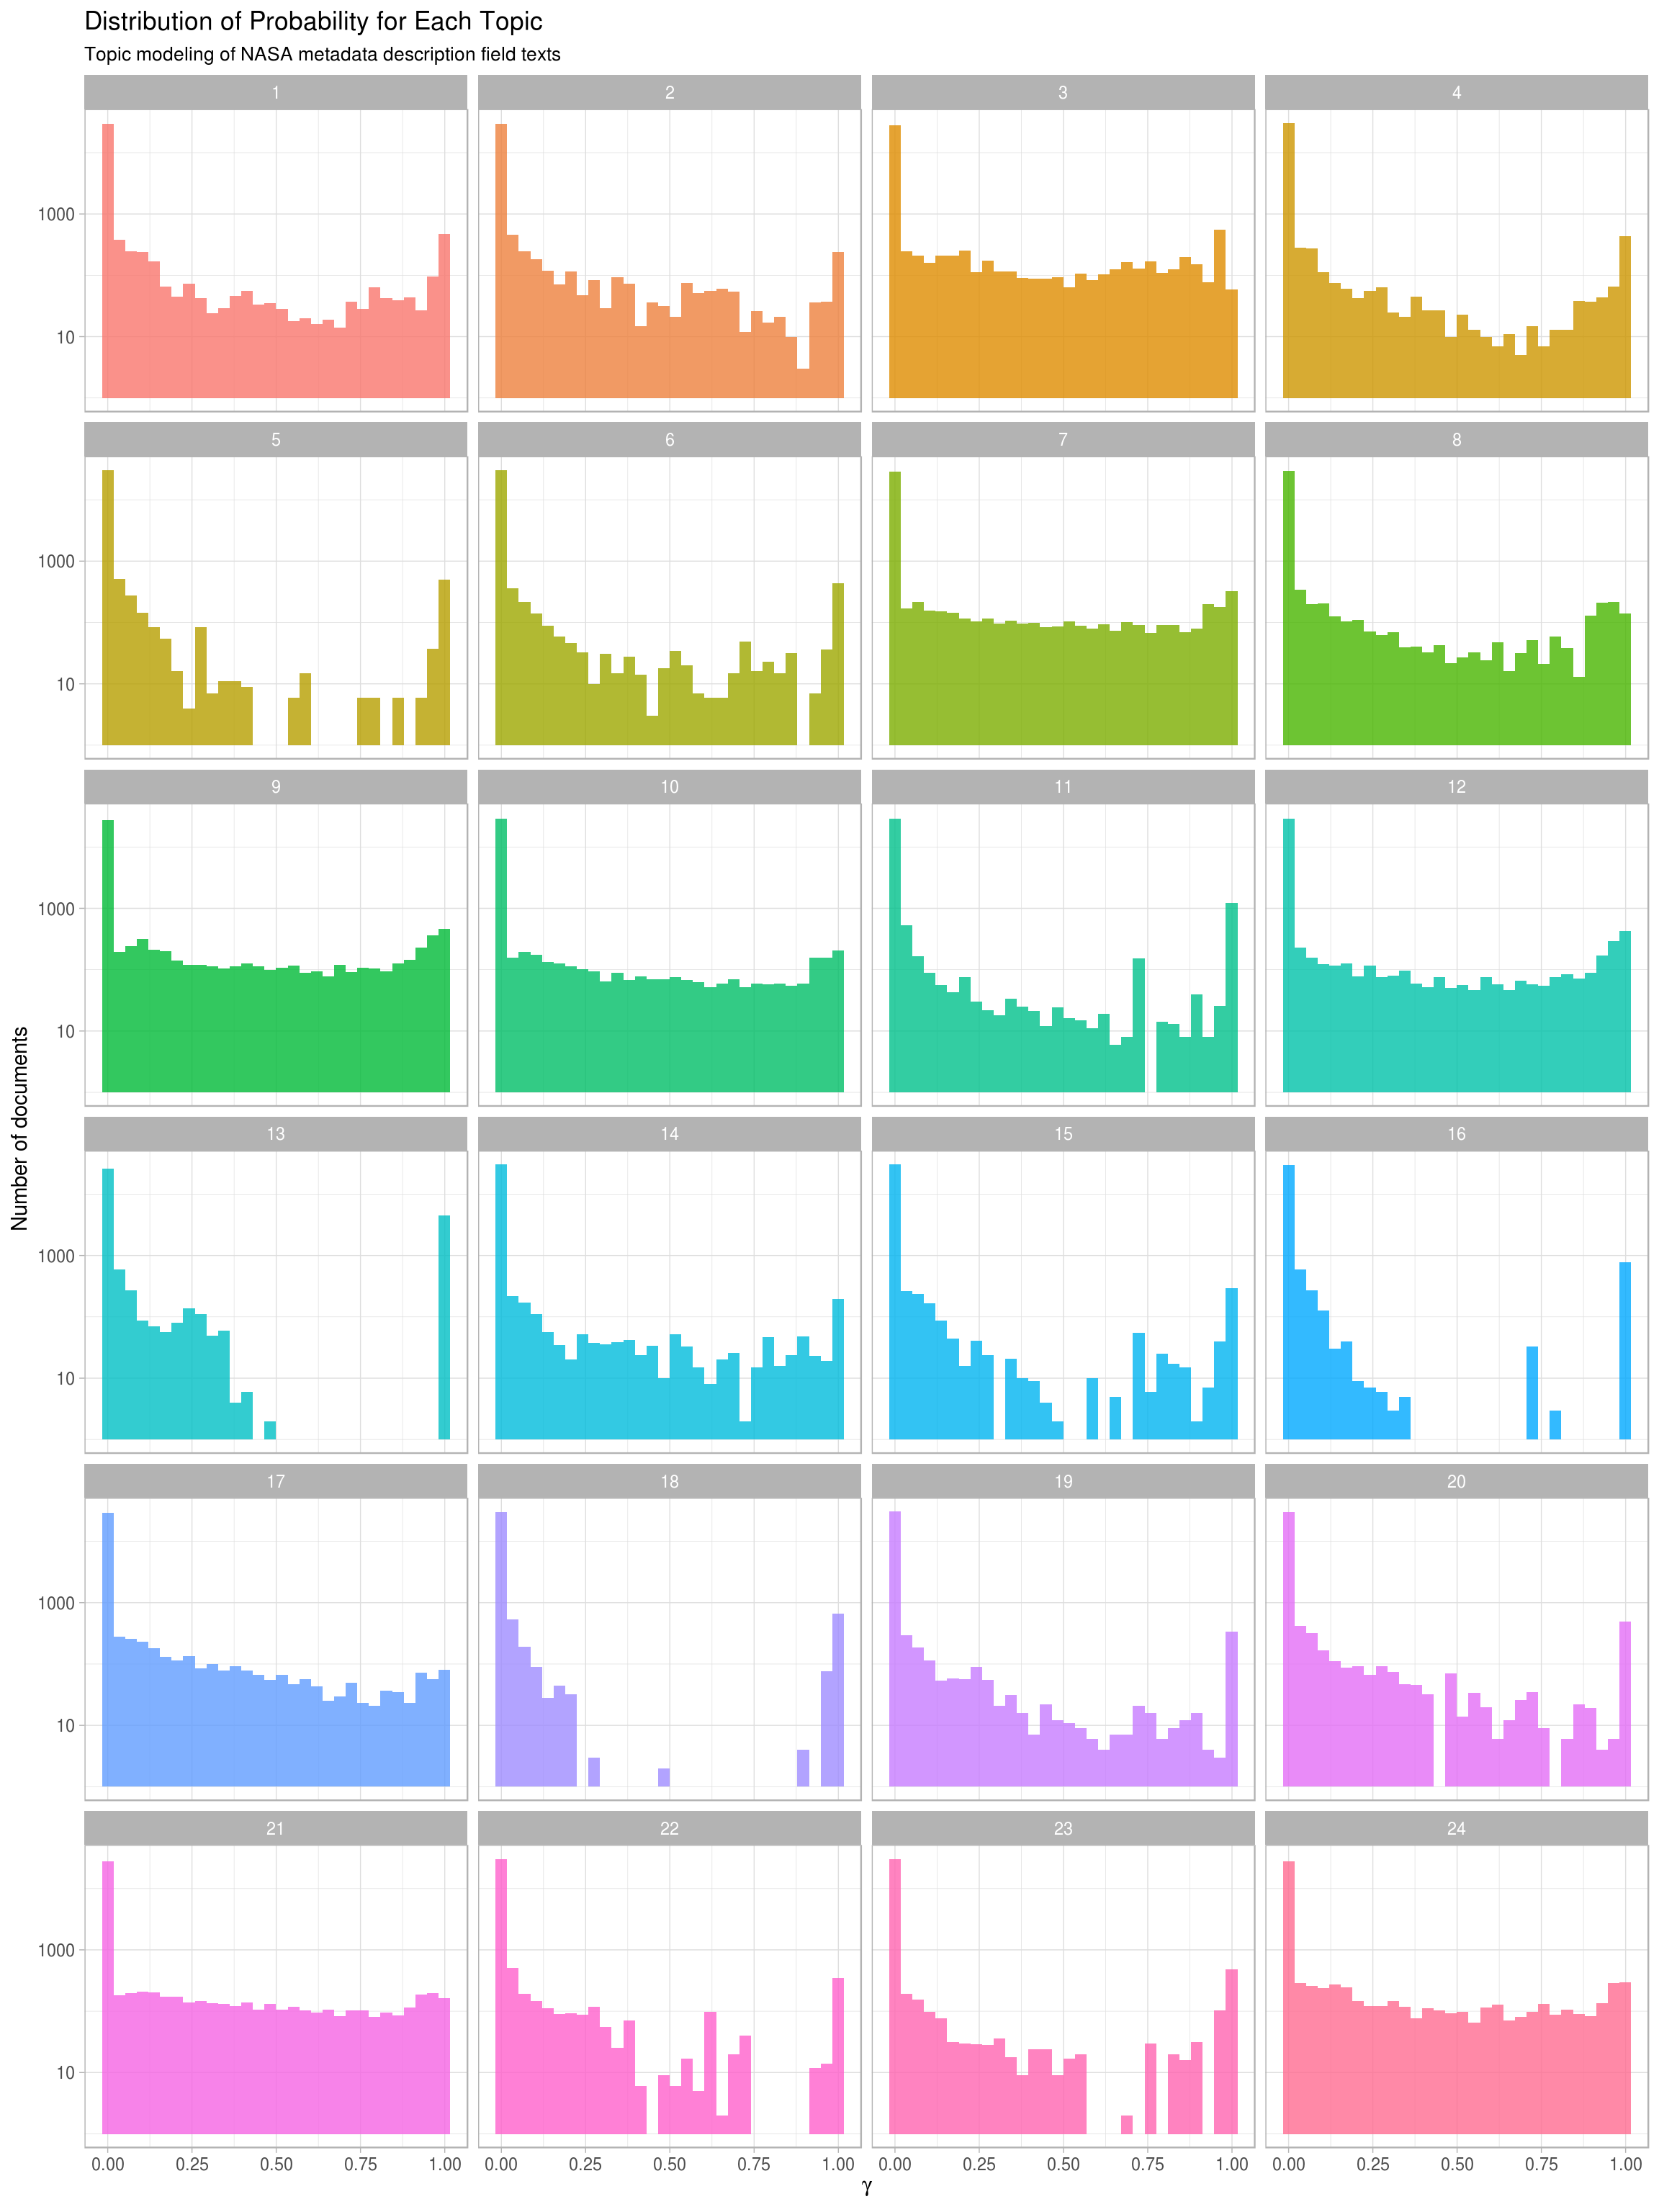 Distribution of Probability for Each Topic
Topic modeling of NASA metadata description field texts
1 2 3 4
1000
10
5 6 7 8
1000
10
9 10 11 12
1000
10
13 14 15 16
1000
10
17 18 19 20
1000
10
21 22 23 24
1000
10
0.00 0.25 0.50 0.75 1.00 0.00 0.25 0.50 0.75 1.00 0.00 0.25 0.50 0.75 1.00 0.00 0.25 0.50 0.75 1.00
γ
Number of documents